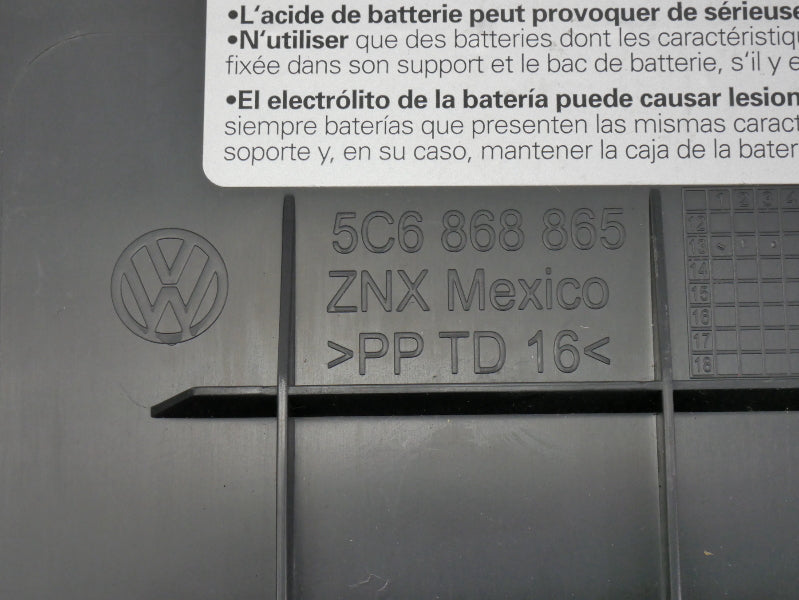 •L'acide de batterie peut provoquer de sérieuse
•N'utiliser que des batteries dont les caractéristiqu
fixée dans son support et le bac de batterie, s'il y e
•El electrólito de la batería puede causar lesion
siempre baterías que presenten las mismas caract
soporte y, en su caso, mantener la caja de la bater
VW
5C6 868 865
ZNX Mexico
>PP TD 16<
1 2 3 4
12
13
14
15
16
17
18